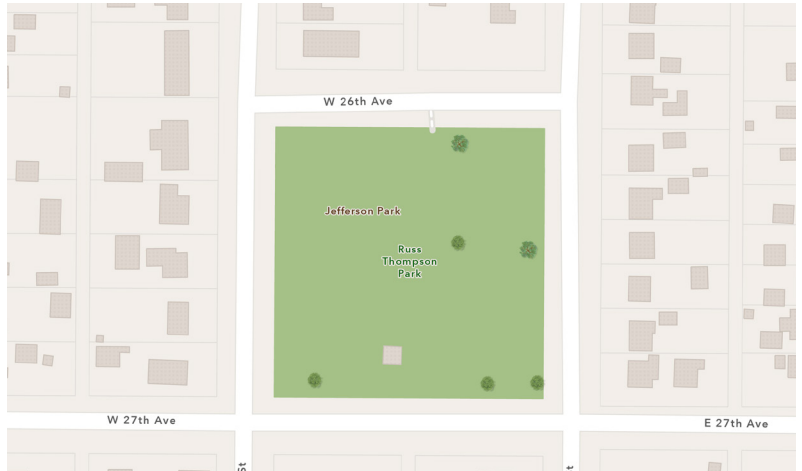 W 26th Ave
Jefferson Park
Russ
Thompson
Park
W 27th Ave
E 27th Ave